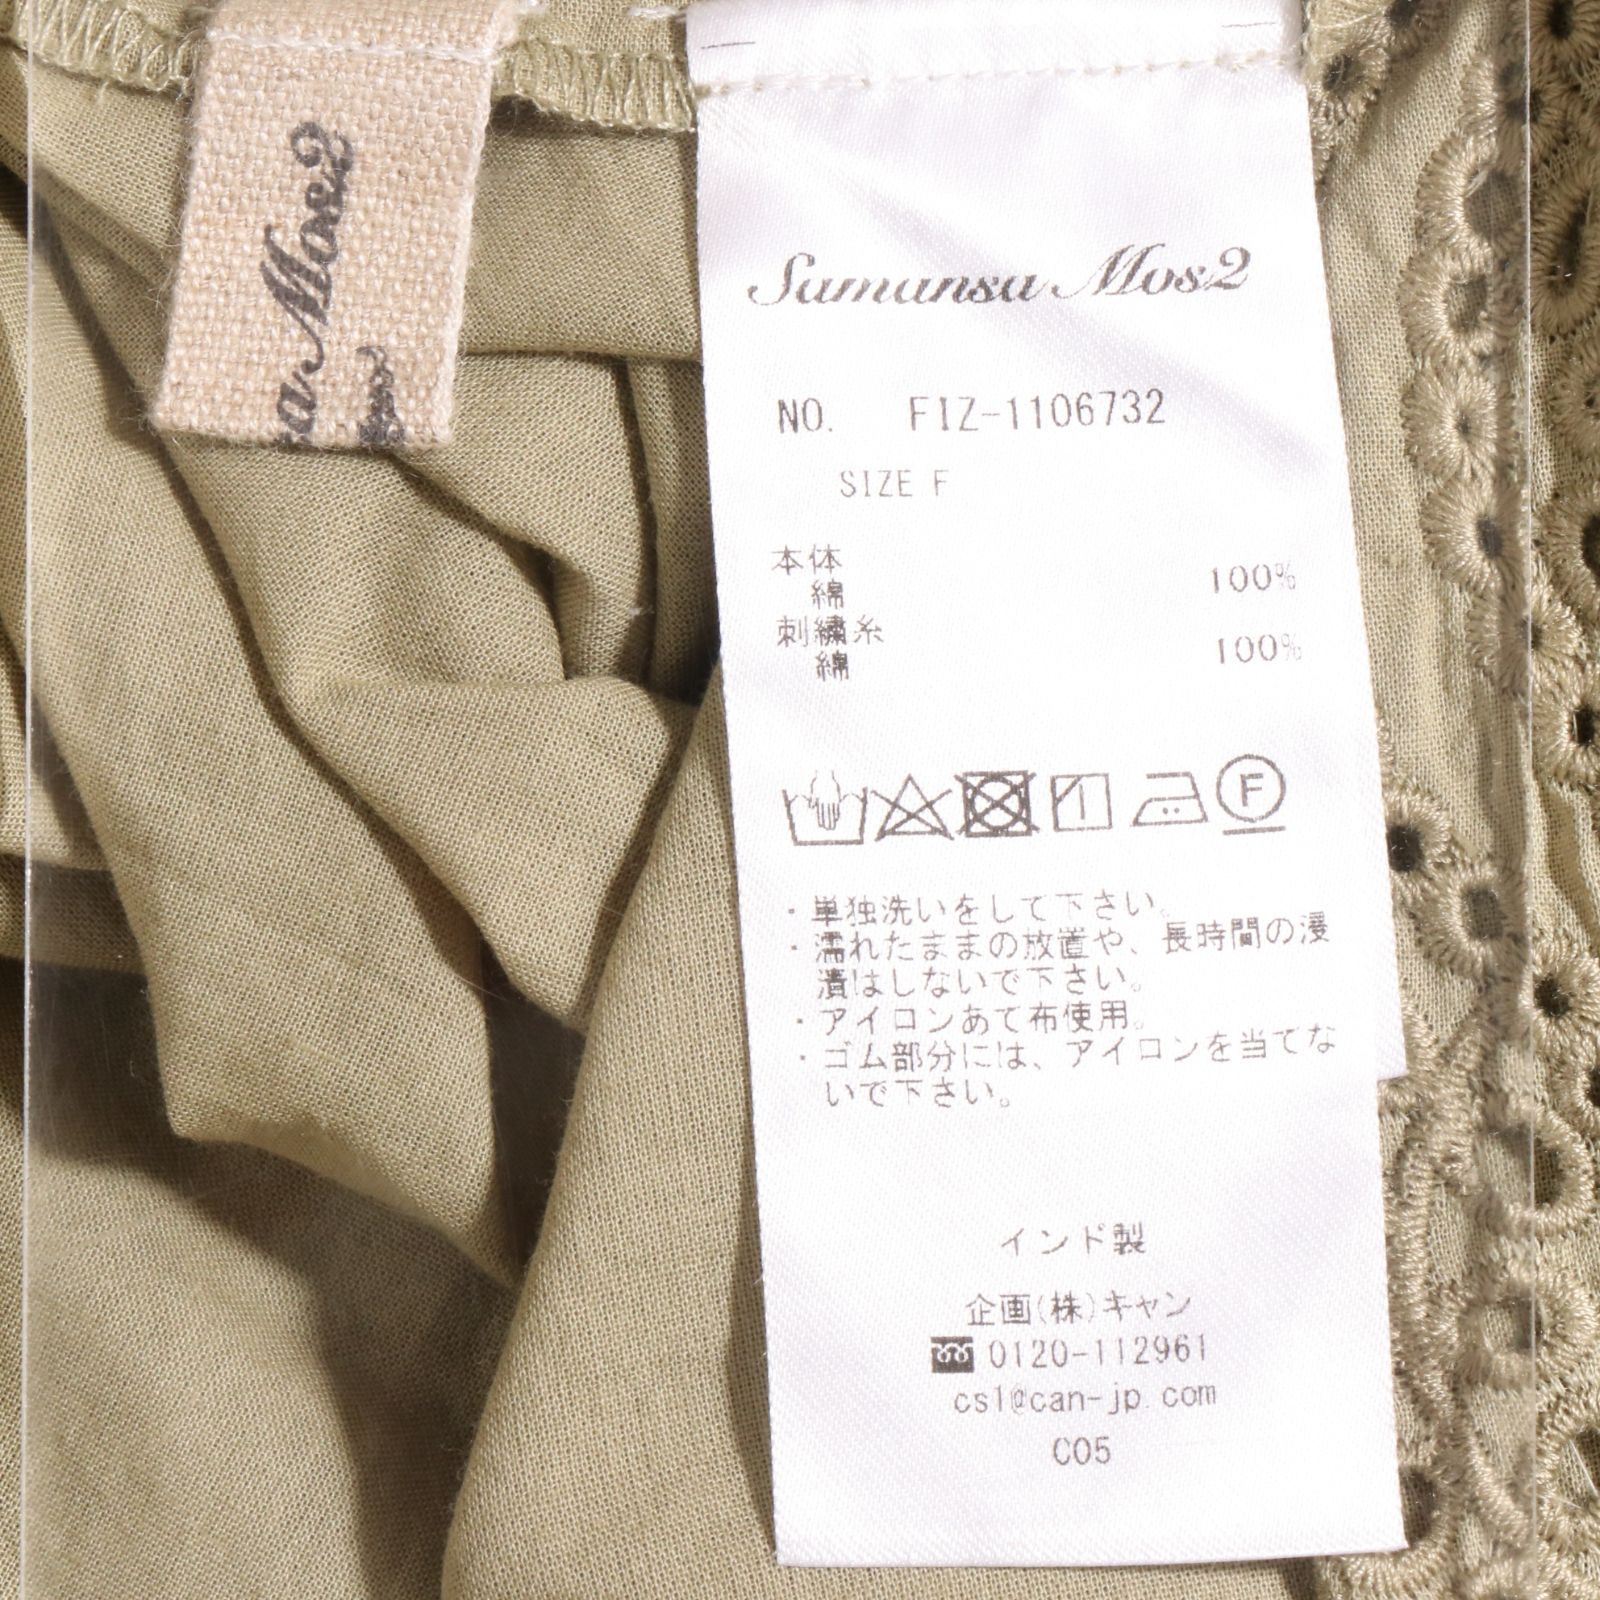 a Mos2
Samansa Mos2
NO. FIZ-1106732
SIZE F
本体
綿 100%
刺繍糸
綿 100%
F
・単独洗いをして下さい。
・濡れたままの放置や、長時間の浸
漬はしないで下さい。
・アイロンあて布使用。
・ゴム部分には、アイロンを当てな
いで下さい。
インド製
企画(株)キャン
0120-112961
cs1@can-jp.com
C05